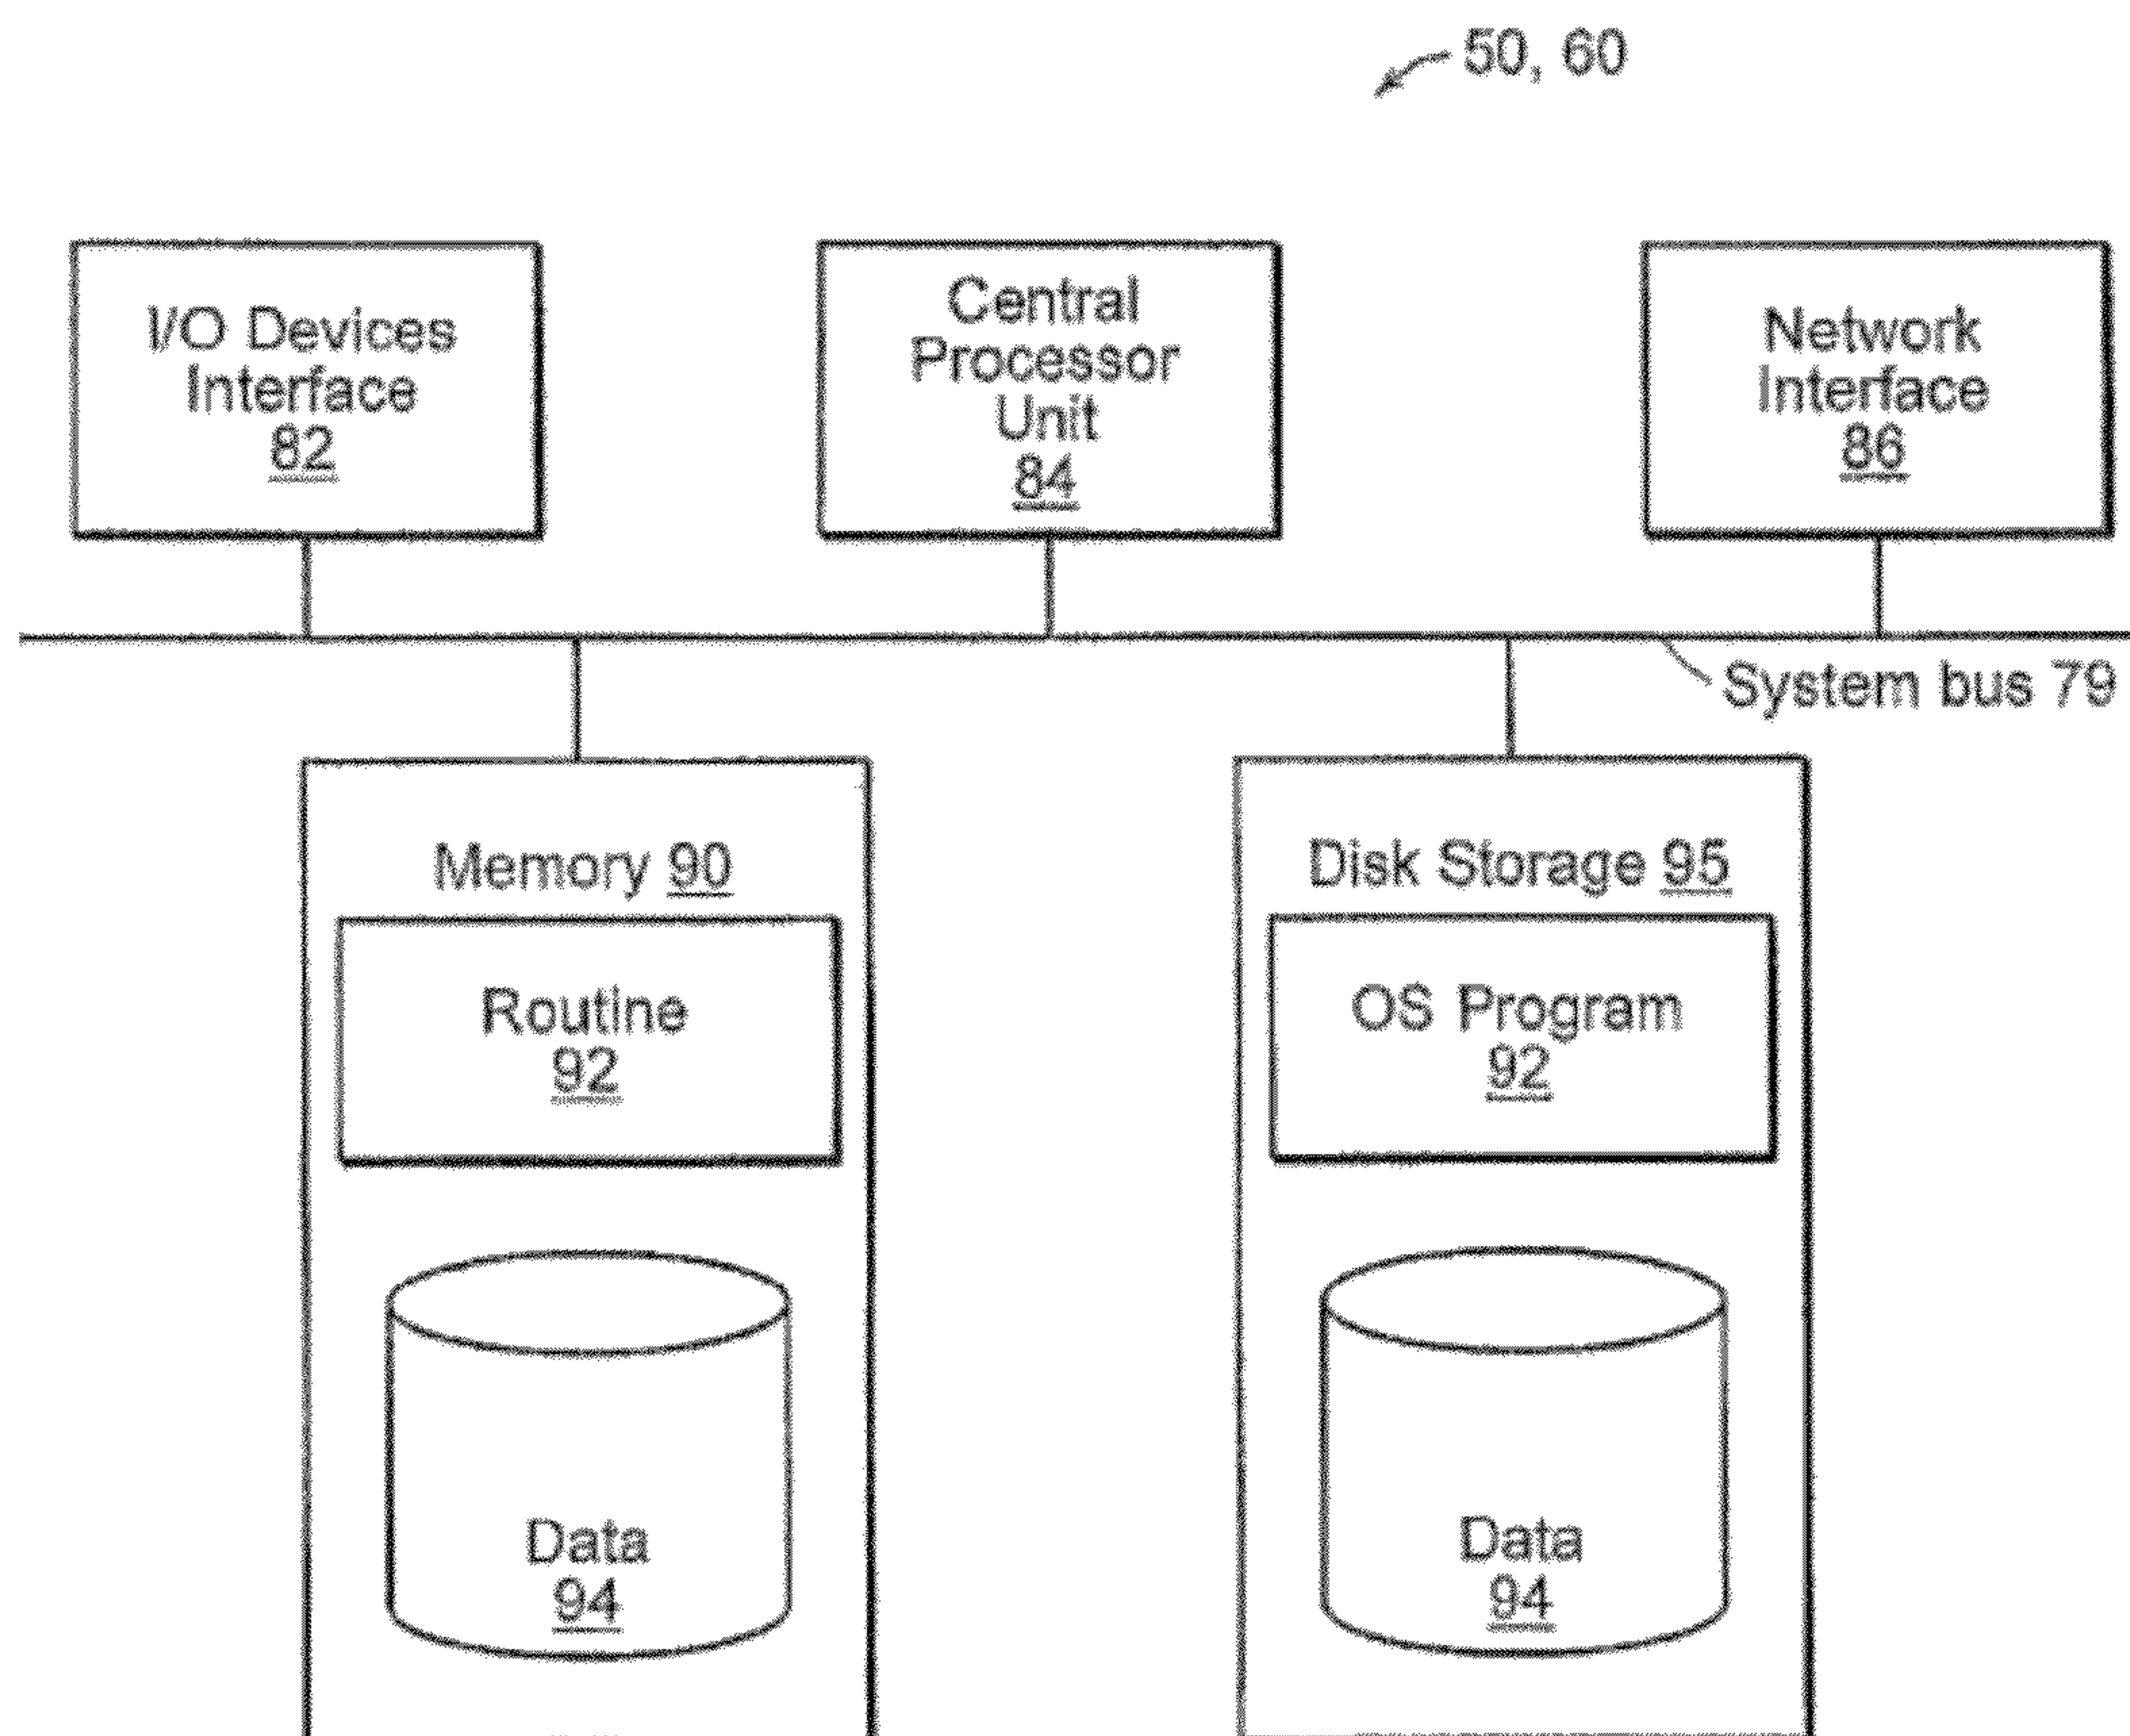 50, 60
I/O Devices
Interface
82
Central
Processor
Unit
84
Network
Interface
86
System bus 79
Memory 90
Routine
92
Data
94
Disk Storage 95
OS Program
92
Data
94